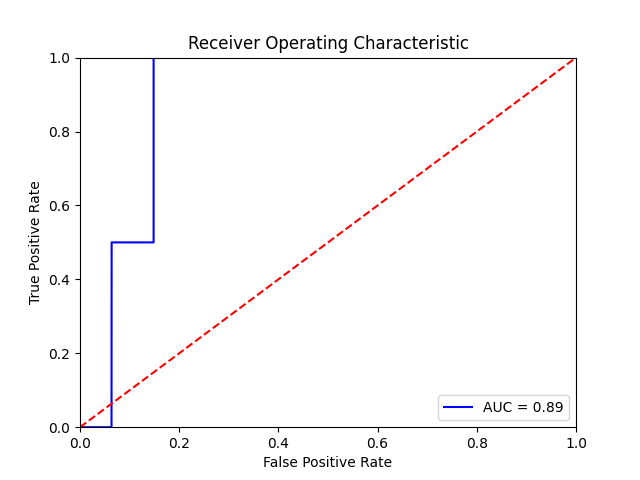 Receiver Operating Characteristic
1.0
0.8
0.6
0.4
0.2
0.0
True Positive Rate
AUC = 0.89
0.0 0.2 0.4 0.6 0.8 1.0
False Positive Rate